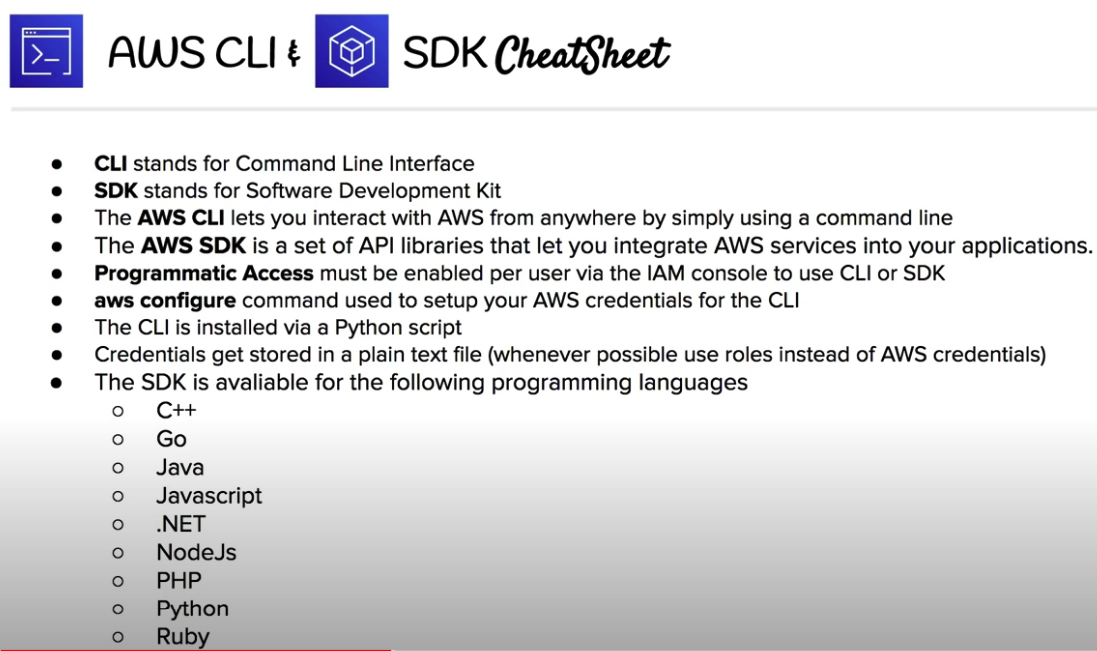 AWS CLI & SDK CheatSheet
● CLI stands for Command Line Interface
● SDK stands for Software Development Kit
● The AWS CLI lets you interact with AWS from anywhere by simply using a command line
● The AWS SDK is a set of API libraries that let you integrate AWS services into your applications.
● Programmatic Access must be enabled per user via the IAM console to use CLI or SDK
● aws configure command used to setup your AWS credentials for the CLI
● The CLI is installed via a Python script
● Credentials get stored in a plain text file (whenever possible use roles instead of AWS credentials)
● The SDK is avaliable for the following programming languages
○ C++
○ Go
○ Java
○ Javascript
○ .NET
○ NodeJs
○ PHP
○ Python
○ Ruby